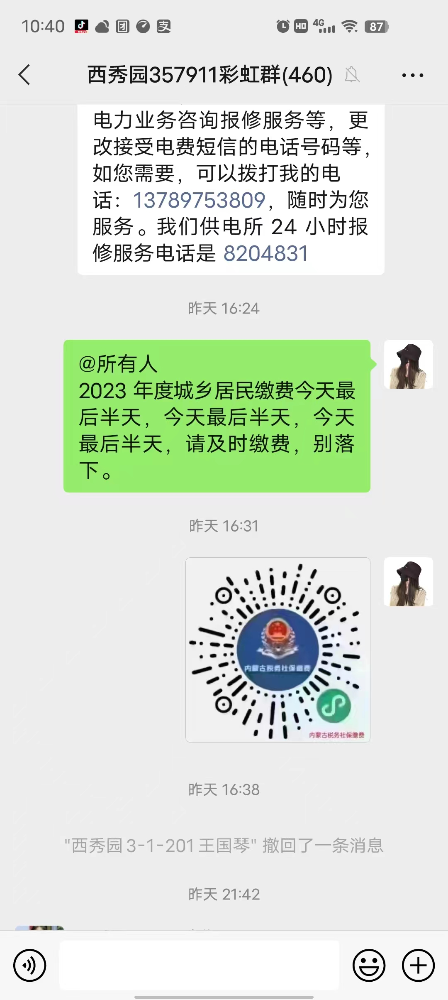 10:40
团
支
HD
4G
87
西秀园357911彩虹群(460)
电力业务咨询报修服务等，更
改接受电费短信的电话号码等，
如您需要，可以拨打我的电
话：13789753809，随时为您
服务。我们供电所 24 小时报
修服务电话是 8204831
昨天 16:24
@所有人
2023 年度城乡居民缴费今天最
后半天，今天最后半天，今天
最后半天，请及时缴费，别落
下。
昨天 16:31
内蒙古税务社保缴费
内蒙古税务社保缴费
昨天 16:38
"西秀园3-1-201王国琴" 撤回了一条消息
昨天 21:42